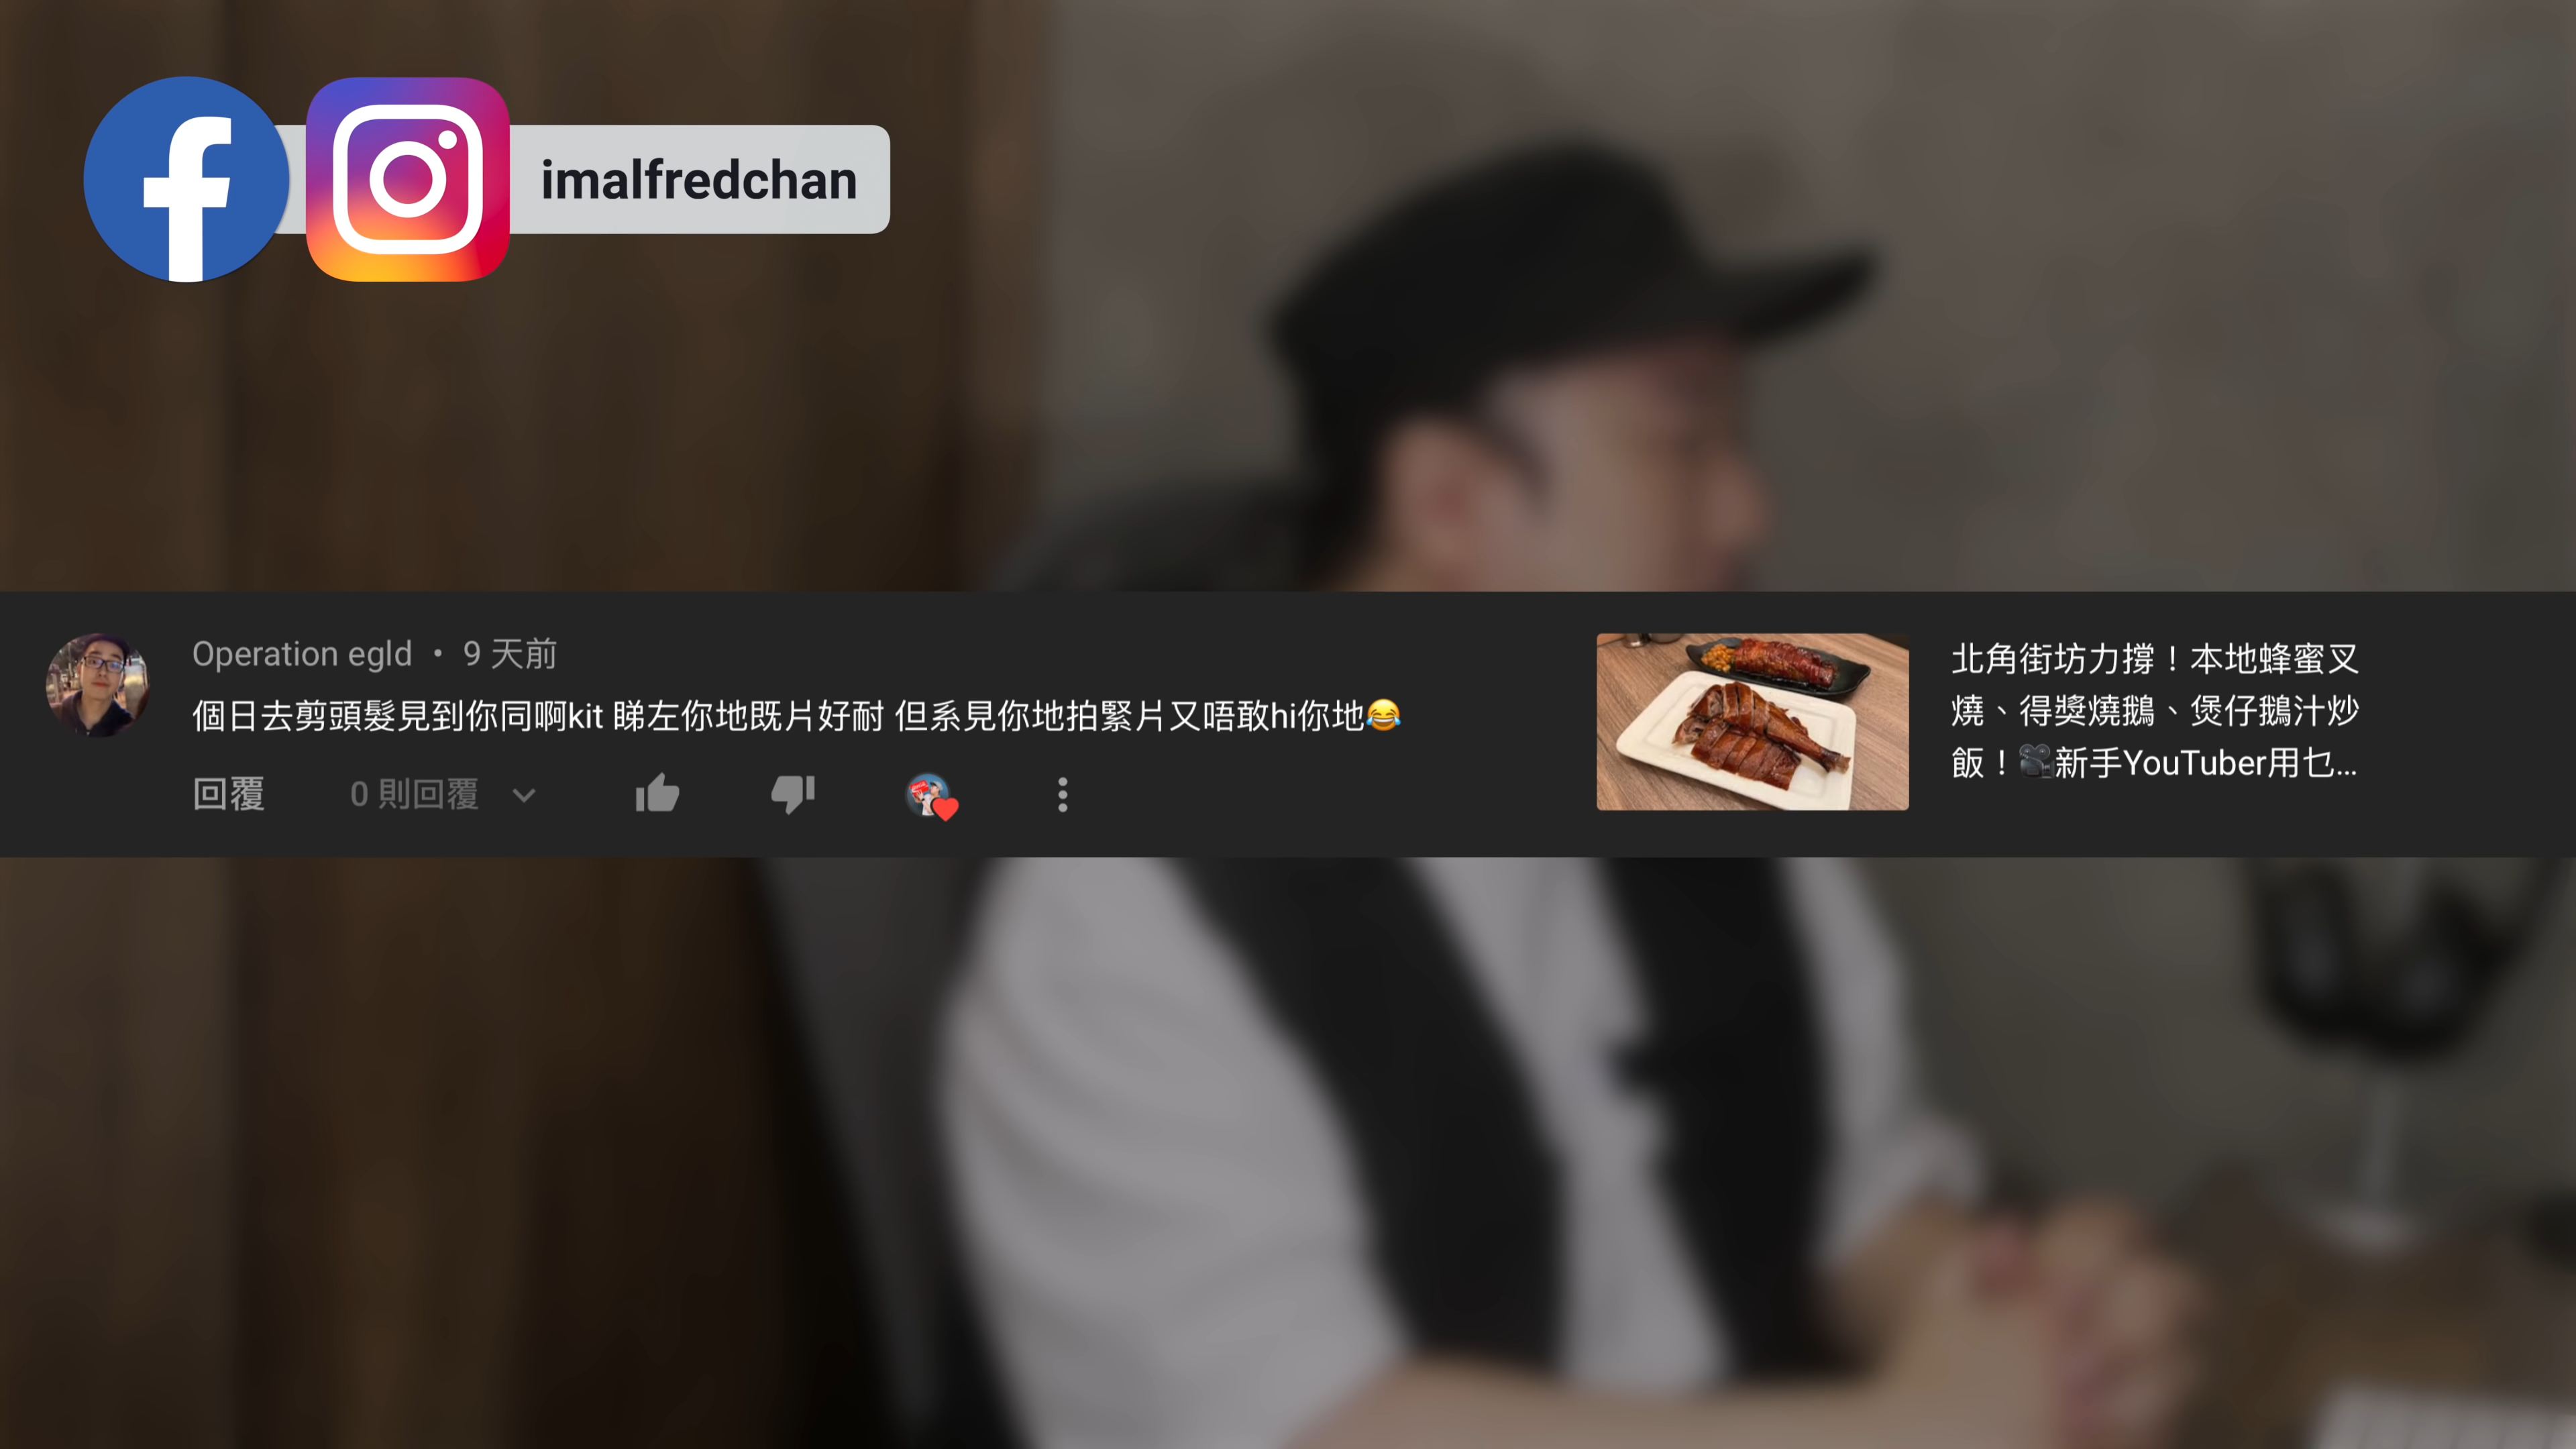 imalfredchan
Operation egld • 9 天前
個日去剪頭髮見到你同啊kit 睇左你地既片好耐 但系見你地拍緊片又唔敢hi你地😂
回覆 0 則回覆
北角街坊力撐！本地蜂蜜叉
燒、得獎燒鵝、煲仔鵝汁炒
飯！🎥新手YouTuber用乜...